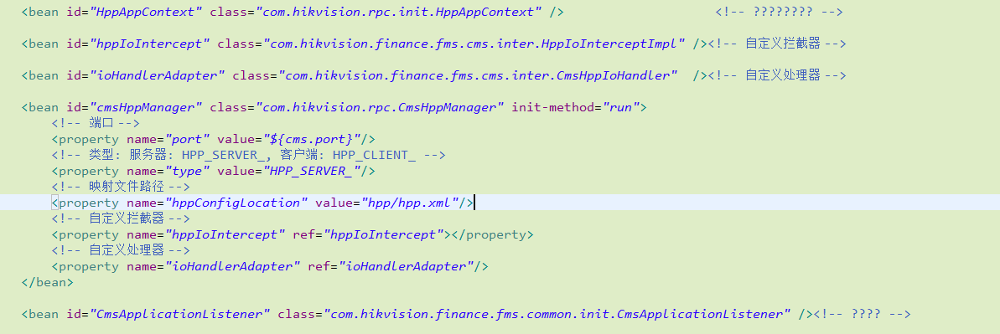 <bean id="HppAppContext" class="com.hikvision.rpc.init.HppAppContext" /> <!-- ???????? -->
<bean id="hppIoIntercept" class="com.hikvision.finance.fms.cms.inter.HppIoInterceptImpl" /><!-- 自定义拦截器 -->
<bean id="ioHandlerAdapter" class="com.hikvision.finance.fms.cms.inter.CmsHppIoHandler" /><!-- 自定义处理器 -->
<bean id="cmsHppManager" class="com.hikvision.rpc.CmsHppManager" init-method="run">
<!-- 端口 -->
<property name="port" value="${cms.port}"/>
<!-- 类型: 服务器: HPP_SERVER_, 客户端: HPP_CLIENT_ -->
<property name="type" value="HPP_SERVER_"/>
<!-- 映射文件路径 -->
<property name="hppConfigLocation" value="hpp/hpp.xml"/>
<!-- 自定义拦截器 -->
<property name="hppIoIntercept" ref="hppIoIntercept"></property>
<!-- 自定义处理器 -->
<property name="ioHandlerAdapter" ref="ioHandlerAdapter"/>
</bean>
<bean id="CmsApplicationListener" class="com.hikvision.finance.fms.common.init.CmsApplicationListener" /><!-- ???? -->